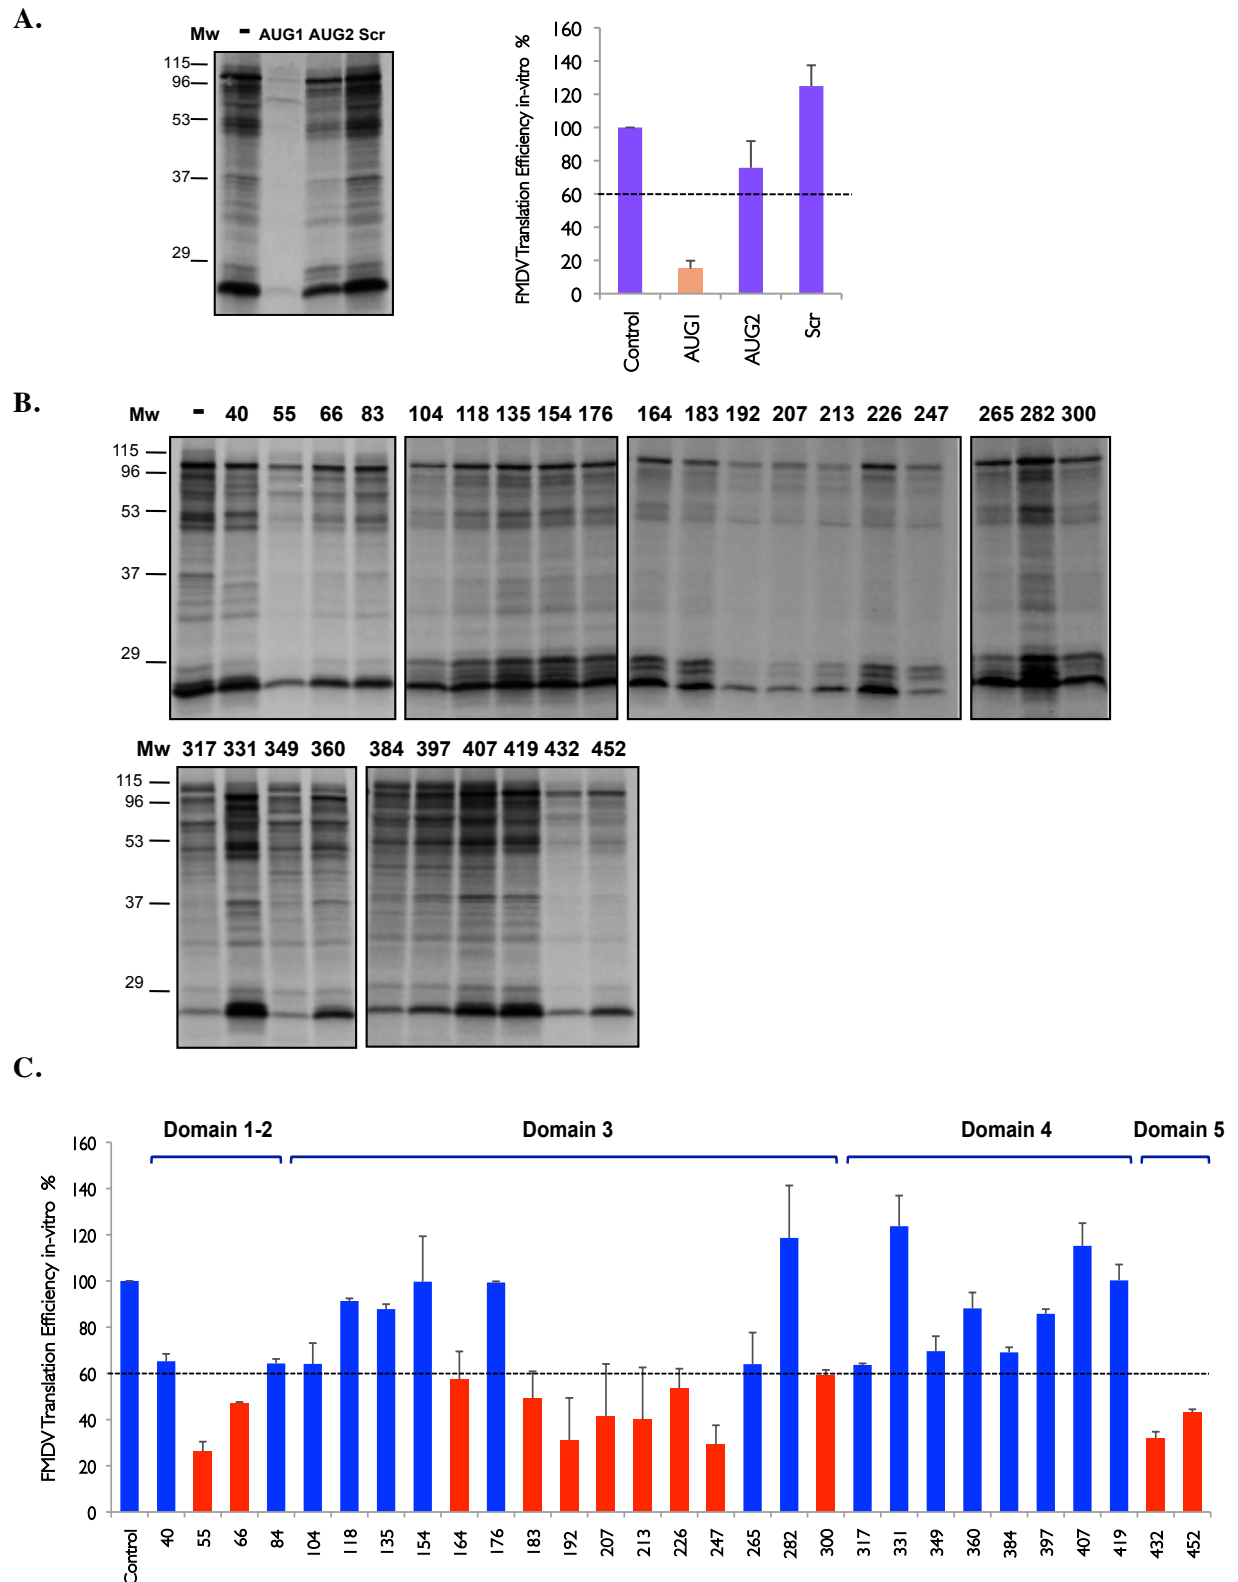 A.
Mw - AUG1 AUG2 Scr
115
96
53
37
29
FMDV Translation Efficiency in-vitro %
160
140
120
100
80
60
40
20
0
Control
AUG1
AUG2
Scr
B.
Mw - 40 55 66 83 104 118 135 154 176 164 183 192 207 213 226 247 265 282 300
115
96
53
37
29
Mw 317 331 349 360 384 397 407 419 432 452
115
96
53
37
29
C.
Domain 1-2 Domain 3 Domain 4 Domain 5
FMDV Translation Efficiency in-vitro %
160
140
120
100
80
60
40
20
0
Control 40 55 66 84 104 118 135 154 164 176 183 192 207 213 226 247 265 282 300 317 331 349 360 384 397 407 419 432 452